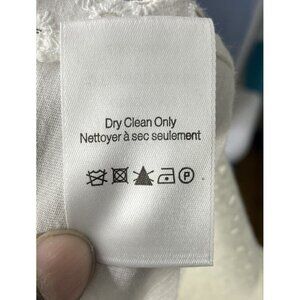 Dry Clean Only
Nettoyer à sec seulement
P